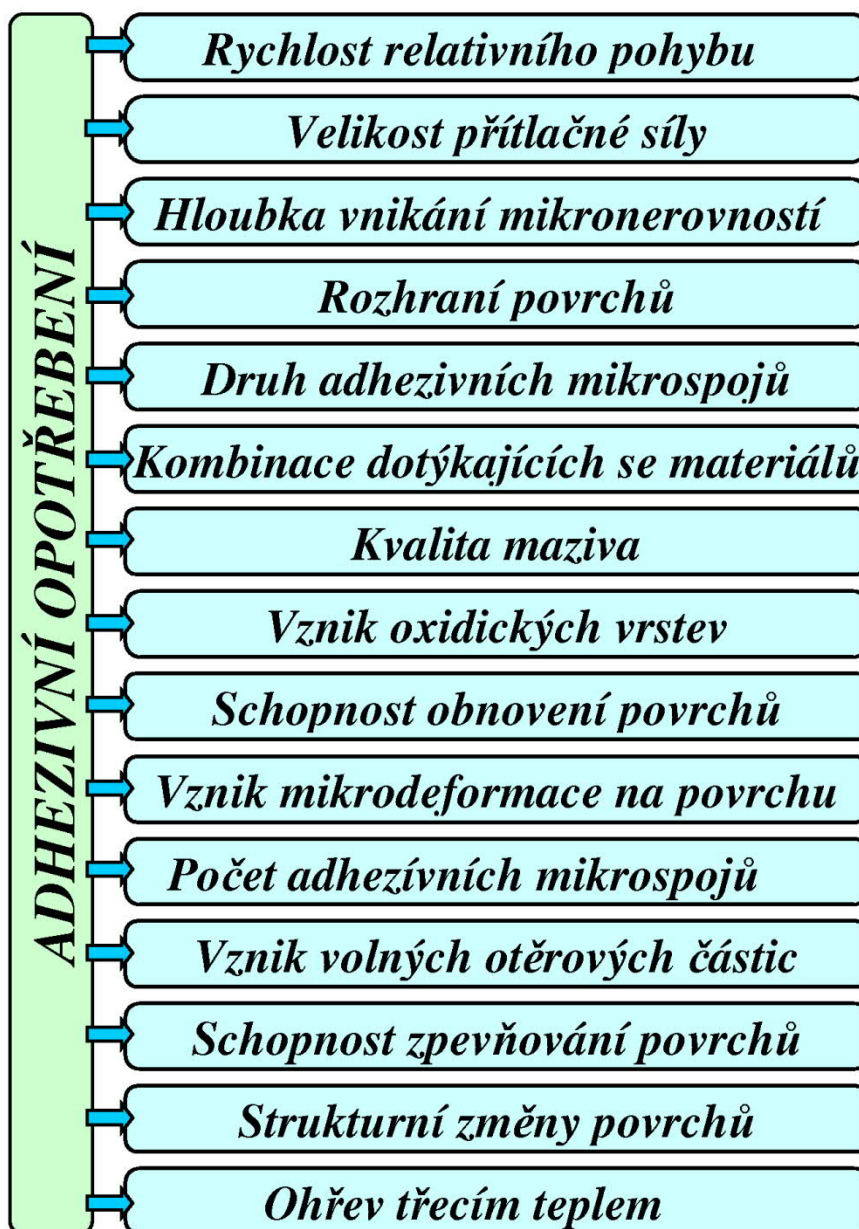 ADHEZIVNÍ OPOTŘEBENÍ
Rychlost relativního pohybu
Velikost přítlačné síly
Hloubka vnikání mikronerovností
Rozhraní povrchů
Druh adhezivních mikrospojů
Kombinace dotýkajících se materiálů
Kvalita maziva
Vznik oxidických vrstev
Schopnost obnovení povrchů
Vznik mikrodeformace na povrchu
Počet adhezívních mikrospojů
Vznik volných otěrových částic
Schopnost zpevňování povrchů
Strukturní změny povrchů
Ohřev třecím teplem